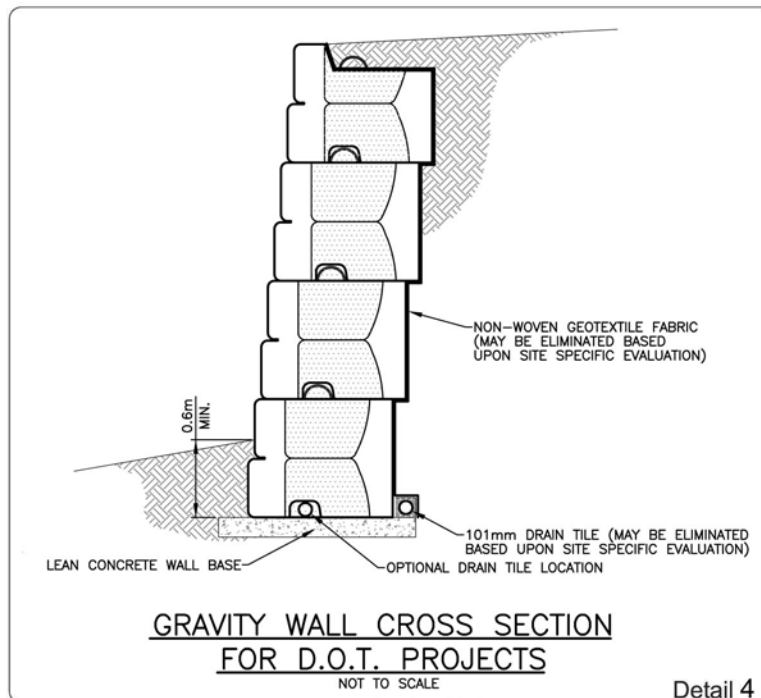 0.6m
MIN.
NON-WOVEN GEOTEXTILE FABRIC
(MAY BE ELIMINATED BASED
UPON SITE SPECIFIC EVALUATION)
101mm DRAIN TILE (MAY BE ELIMINATED
BASED UPON SITE SPECIFIC EVALUATION)
LEAN CONCRETE WALL BASE
OPTIONAL DRAIN TILE LOCATION
GRAVITY WALL CROSS SECTION
FOR D.O.T. PROJECTS
NOT TO SCALE
Detail 4